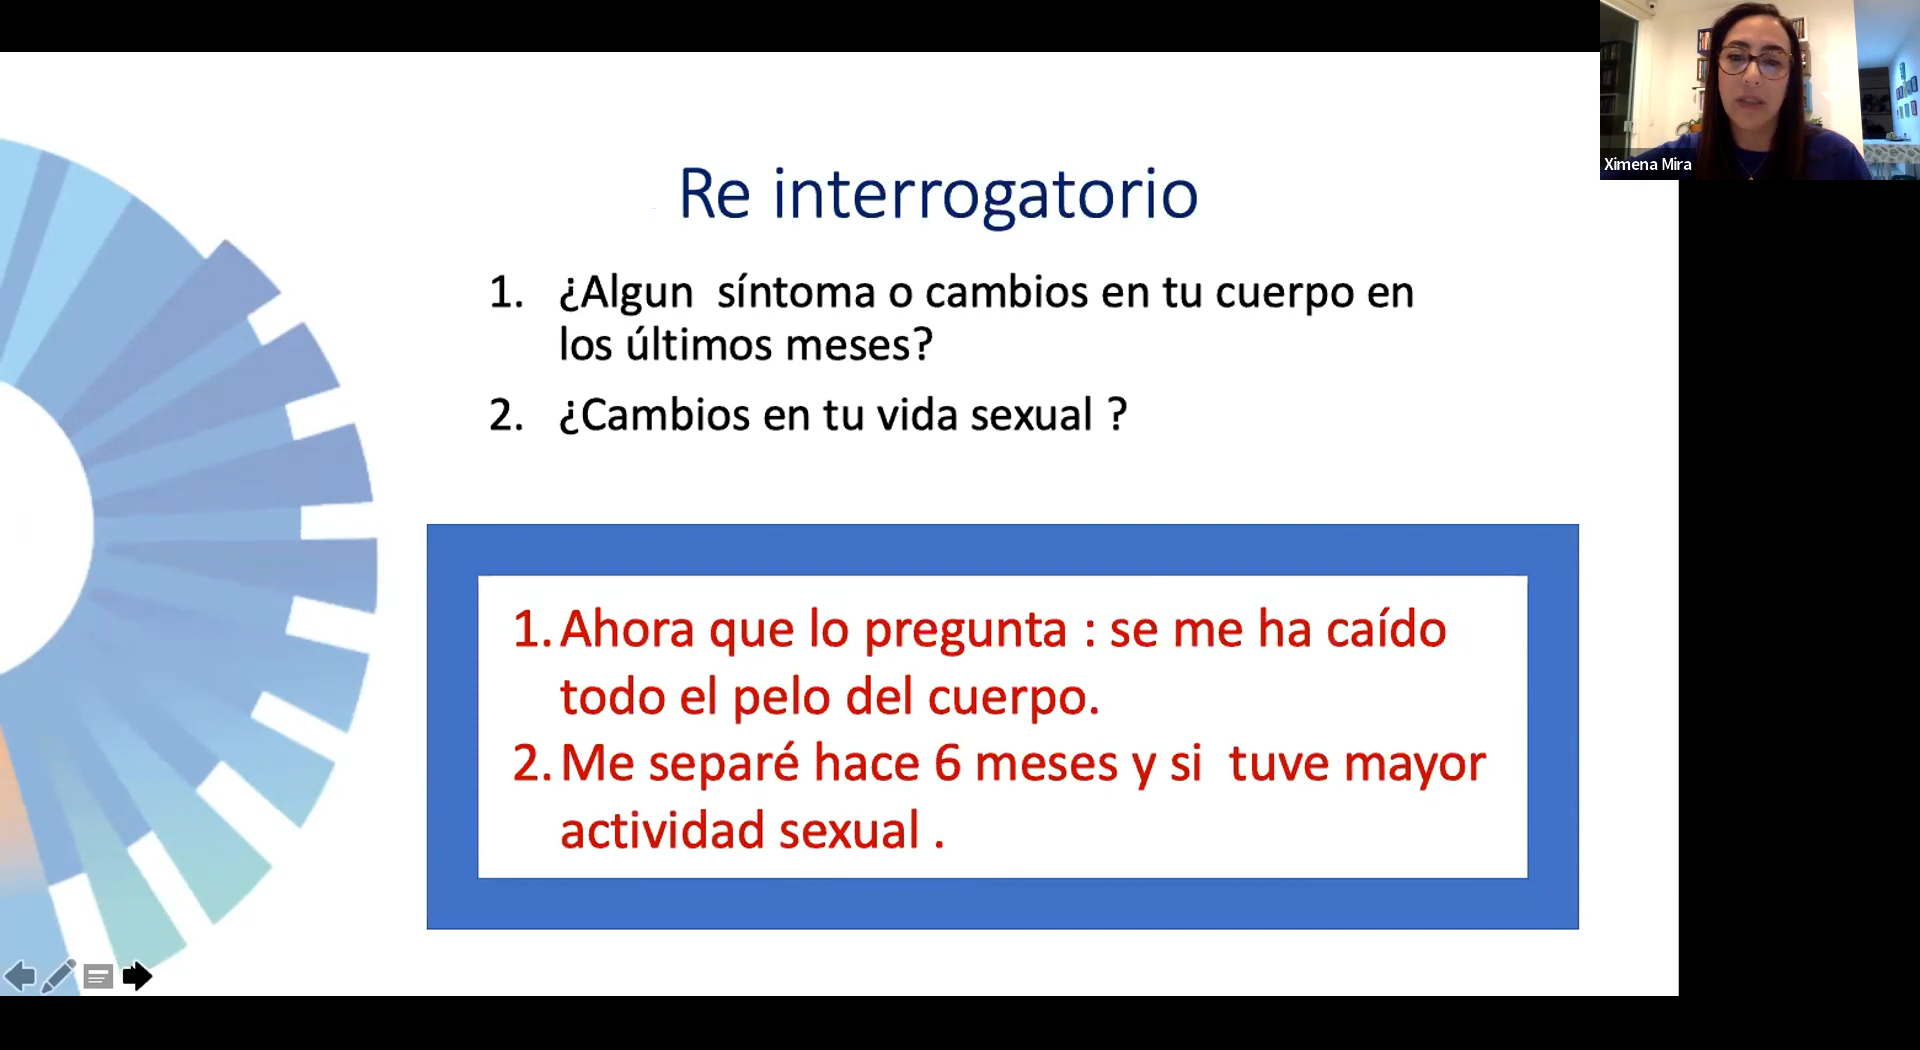 Ximena Mira
Re interrogatorio
1. ¿Algun síntoma o cambios en tu cuerpo en
los últimos meses?
2. ¿Cambios en tu vida sexual ?
1. Ahora que lo pregunta : se me ha caído
todo el pelo del cuerpo.
2. Me separé hace 6 meses y si tuve mayor
actividad sexual .